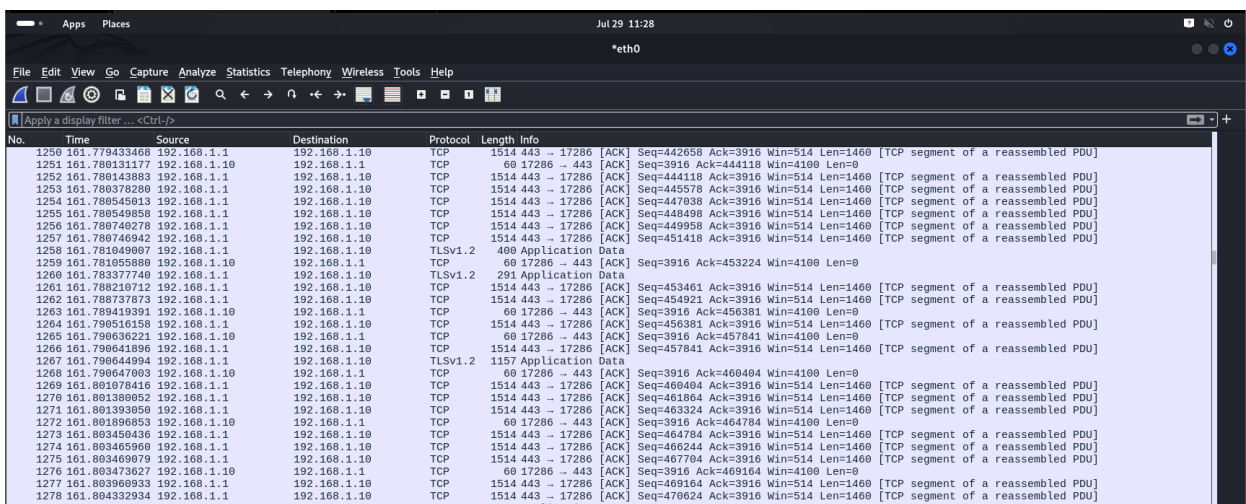 Apps Places Jul 29 11:28
*eth0
File Edit View Go Capture Analyze Statistics Telephony Wireless Tools Help
Apply a display filter ... <Ctrl-/>
No. Time Source Destination Protocol Length Info
1250 161.779433468 192.168.1.1 192.168.1.10 TCP 1514 443 → 17286 [ACK] Seq=442658 Ack=3916 Win=514 Len=1460 [TCP segment of a reassembled PDU]
1251 161.780131177 192.168.1.10 192.168.1.1 TCP 60 17286 → 443 [ACK] Seq=3916 Ack=444118 Win=4100 Len=0
1252 161.780143883 192.168.1.1 192.168.1.10 TCP 1514 443 → 17286 [ACK] Seq=444118 Ack=3916 Win=514 Len=1460 [TCP segment of a reassembled PDU]
1253 161.780378280 192.168.1.1 192.168.1.10 TCP 1514 443 → 17286 [ACK] Seq=445578 Ack=3916 Win=514 Len=1460 [TCP segment of a reassembled PDU]
1254 161.780545013 192.168.1.1 192.168.1.10 TCP 1514 443 → 17286 [ACK] Seq=447038 Ack=3916 Win=514 Len=1460 [TCP segment of a reassembled PDU]
1255 161.780549858 192.168.1.1 192.168.1.10 TCP 1514 443 → 17286 [ACK] Seq=448498 Ack=3916 Win=514 Len=1460 [TCP segment of a reassembled PDU]
1256 161.780740278 192.168.1.1 192.168.1.10 TCP 1514 443 → 17286 [ACK] Seq=449958 Ack=3916 Win=514 Len=1460 [TCP segment of a reassembled PDU]
1257 161.780746942 192.168.1.1 192.168.1.10 TCP 1514 443 → 17286 [ACK] Seq=451418 Ack=3916 Win=514 Len=1460 [TCP segment of a reassembled PDU]
1258 161.781049007 192.168.1.1 192.168.1.10 TLSv1.2 400 Application Data
1259 161.781055880 192.168.1.10 192.168.1.1 TCP 60 17286 → 443 [ACK] Seq=3916 Ack=453224 Win=4100 Len=0
1260 161.783377740 192.168.1.1 192.168.1.10 TLSv1.2 291 Application Data
1261 161.788210712 192.168.1.1 192.168.1.10 TCP 1514 443 → 17286 [ACK] Seq=453461 Ack=3916 Win=514 Len=1460 [TCP segment of a reassembled PDU]
1262 161.788737873 192.168.1.1 192.168.1.10 TCP 1514 443 → 17286 [ACK] Seq=454921 Ack=3916 Win=514 Len=1460 [TCP segment of a reassembled PDU]
1263 161.789419391 192.168.1.10 192.168.1.1 TCP 60 17286 → 443 [ACK] Seq=3916 Ack=456381 Win=4100 Len=0
1264 161.790516158 192.168.1.1 192.168.1.10 TCP 1514 443 → 17286 [ACK] Seq=456381 Ack=3916 Win=514 Len=1460 [TCP segment of a reassembled PDU]
1265 161.790636221 192.168.1.10 192.168.1.1 TCP 60 17286 → 443 [ACK] Seq=3916 Ack=457841 Win=4100 Len=0
1266 161.790641896 192.168.1.1 192.168.1.10 TCP 1514 443 → 17286 [ACK] Seq=457841 Ack=3916 Win=514 Len=1460 [TCP segment of a reassembled PDU]
1267 161.790644994 192.168.1.1 192.168.1.10 TLSv1.2 1157 Application Data
1268 161.790647003 192.168.1.10 192.168.1.1 TCP 60 17286 → 443 [ACK] Seq=3916 Ack=460404 Win=4100 Len=0
1269 161.801078416 192.168.1.1 192.168.1.10 TCP 1514 443 → 17286 [ACK] Seq=460404 Ack=3916 Win=514 Len=1460 [TCP segment of a reassembled PDU]
1270 161.801380052 192.168.1.1 192.168.1.10 TCP 1514 443 → 17286 [ACK] Seq=461864 Ack=3916 Win=514 Len=1460 [TCP segment of a reassembled PDU]
1271 161.801393050 192.168.1.1 192.168.1.10 TCP 1514 443 → 17286 [ACK] Seq=463324 Ack=3916 Win=514 Len=1460 [TCP segment of a reassembled PDU]
1272 161.801896853 192.168.1.10 192.168.1.1 TCP 60 17286 → 443 [ACK] Seq=3916 Ack=464784 Win=4100 Len=0
1273 161.803450436 192.168.1.1 192.168.1.10 TCP 1514 443 → 17286 [ACK] Seq=464784 Ack=3916 Win=514 Len=1460 [TCP segment of a reassembled PDU]
1274 161.803465960 192.168.1.1 192.168.1.10 TCP 1514 443 → 17286 [ACK] Seq=466244 Ack=3916 Win=514 Len=1460 [TCP segment of a reassembled PDU]
1275 161.803469079 192.168.1.1 192.168.1.10 TCP 1514 443 → 17286 [ACK] Seq=467704 Ack=3916 Win=514 Len=1460 [TCP segment of a reassembled PDU]
1276 161.803473627 192.168.1.10 192.168.1.1 TCP 60 17286 → 443 [ACK] Seq=3916 Ack=469164 Win=4100 Len=0
1277 161.803960933 192.168.1.1 192.168.1.10 TCP 1514 443 → 17286 [ACK] Seq=469164 Ack=3916 Win=514 Len=1460 [TCP segment of a reassembled PDU]
1278 161.804332934 192.168.1.1 192.168.1.10 TCP 1514 443 → 17286 [ACK] Seq=470624 Ack=3916 Win=514 Len=1460 [TCP segment of a reassembled PDU]